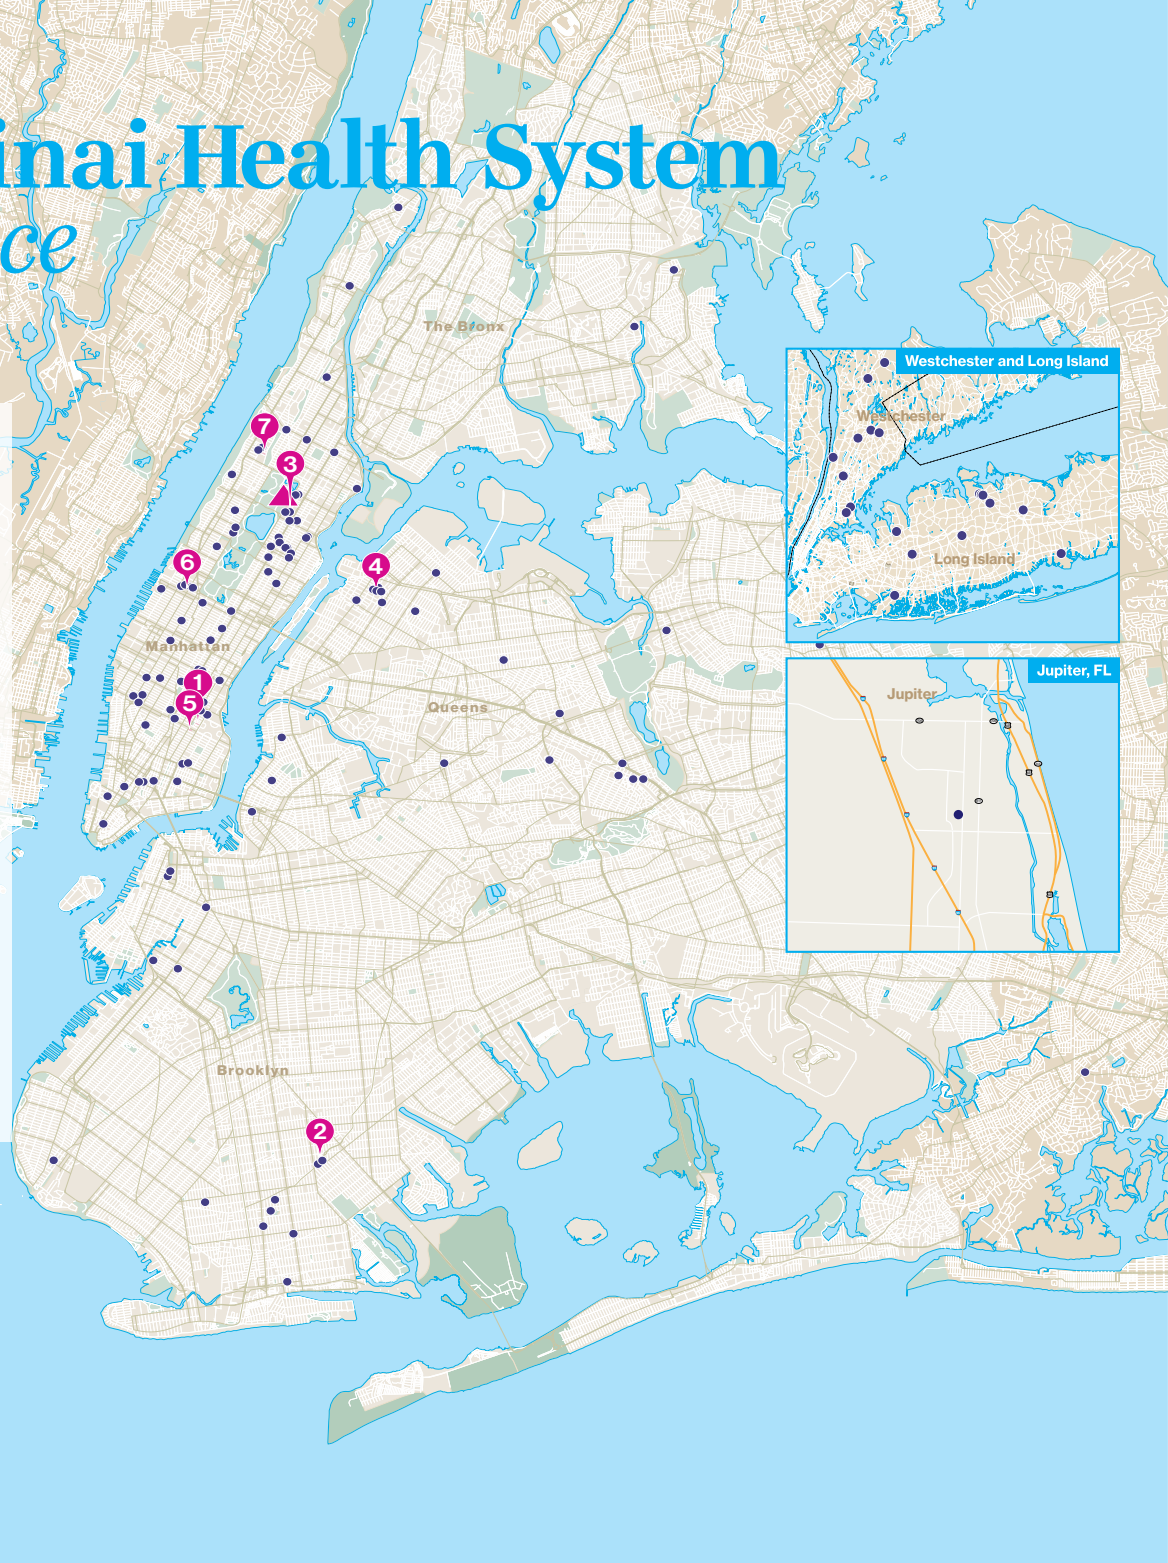 inai Health System
ce
The Bronx
Westchester and Long Island
Westchester
7
3
6
4
Long Island
Manhattan
Jupiter, FL
1
Jupiter
5
Queens
Brooklyn
2